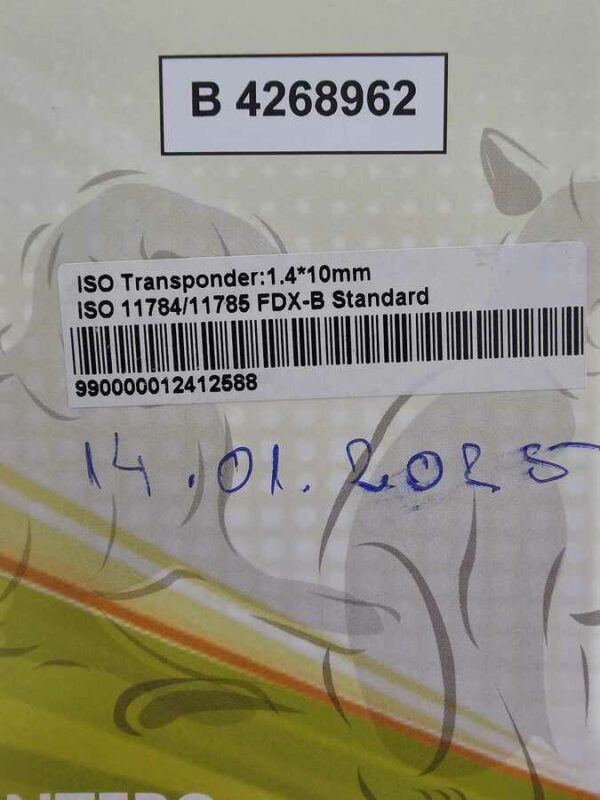 B 4268962
ISO Transponder:1.4*10mm
ISO 11784/11785 FDX-B Standard
990000012412588
14.01.2025